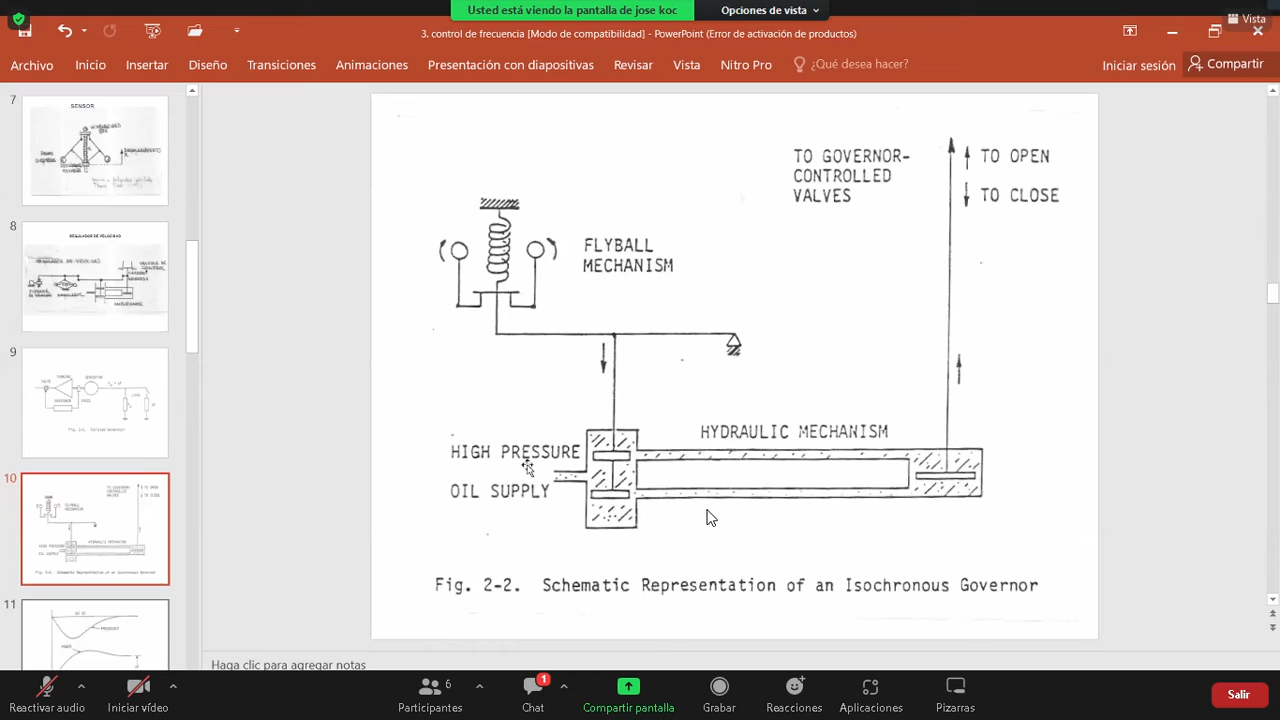 Usted está viendo la pantalla de jose koc
Opciones de vista
Vista
3. control de frecuencia [Modo de compatibilidad] - PowerPoint (Error de activación de productos)
Archivo Inicio Insertar Diseño Transiciones Animaciones Presentación con diapositivas Revisar Vista Nitro Pro ¿Qué desea hacer? Iniciar sesión Compartir
7
SENSOR
8
REGULADOR DE VELOCIDAD
9
10
11
TO GOVERNOR-
CONTROLLED
VALVES
TO OPEN
TO CLOSE
FLYBALL
MECHANISM
HIGH PRESSURE
OIL SUPPLY
HYDRAULIC MECHANISM
Fig. 2-2. Schematic Representation of an Isochronous Governor
Haga clic para agregar notas
Reactivar audio
Iniciar vídeo
6
Participantes
1
Chat
Compartir pantalla
Grabar
Reacciones
Aplicaciones
Pizarras
Salir